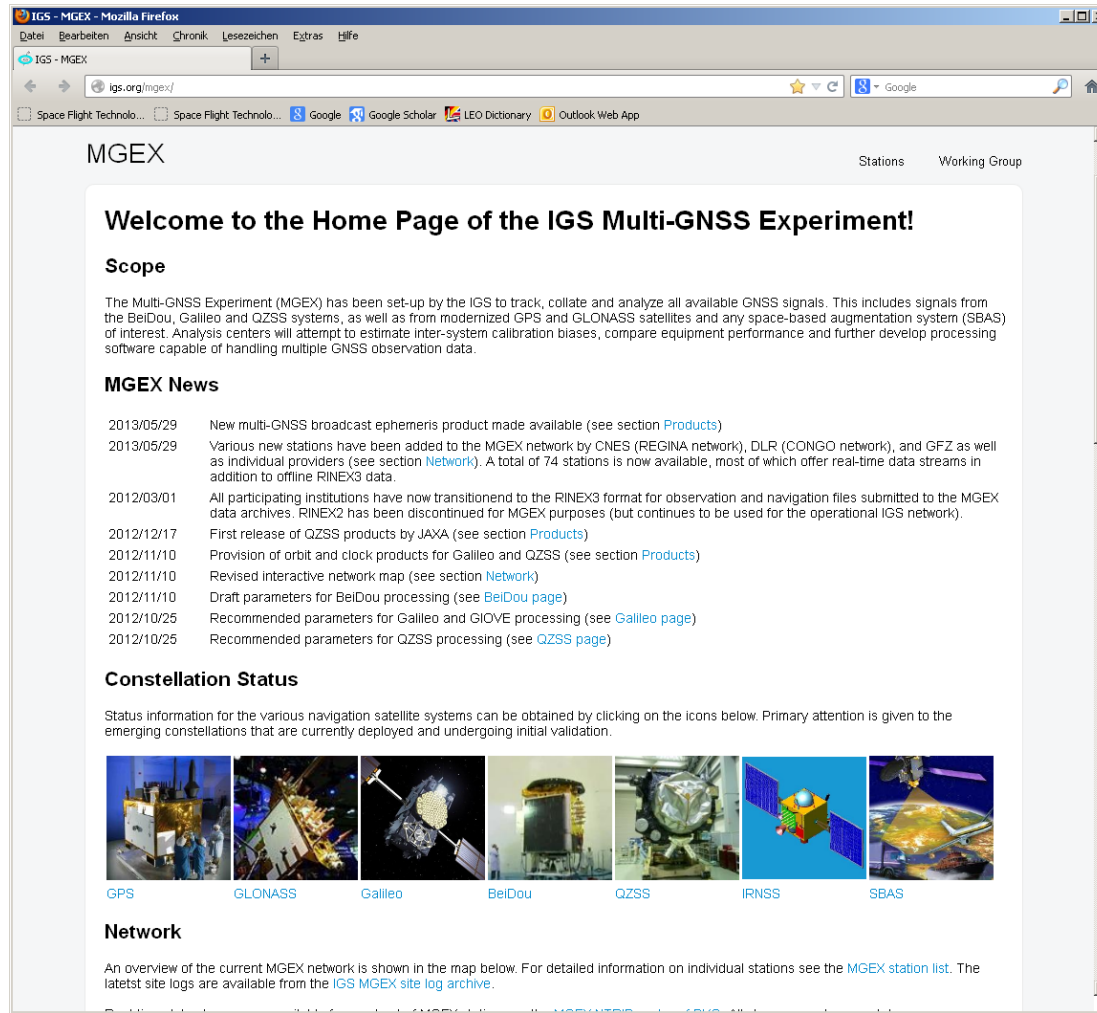 IGS - MGEX - Mozilla Firefox
Datei Bearbeiten Ansicht Chronik Lesezeichen Extras Hilfe
IGS - MGEX +
igs.org/mgex/
Google
Space Flight Technolo... Space Flight Technolo... Google Google Scholar LEO Dictionary Outlook Web App
MGEX
Stations Working Group
Welcome to the Home Page of the IGS Multi-GNSS Experiment!
Scope
The Multi-GNSS Experiment (MGEX) has been set-up by the IGS to track, collate and analyze all available GNSS signals. This includes signals from
the BeiDou, Galileo and QZSS systems, as well as from modernized GPS and GLONASS satellites and any space-based augmentation system (SBAS)
of interest. Analysis centers will attempt to estimate inter-system calibration biases, compare equipment performance and further develop processing
software capable of handling multiple GNSS observation data.
MGEX News
2013/05/29 New multi-GNSS broadcast ephemeris product made available (see section Products)
2013/05/29 Various new stations have been added to the MGEX network by CNES (REGINA network), DLR (CONGO network), and GFZ as well
as individual providers (see section Network). A total of 74 stations is now available, most of which offer real-time data streams in
addition to offline RINEX3 data.
2012/03/01 All participating institutions have now transitionend to the RINEX3 format for observation and navigation files submitted to the MGEX
data archives. RINEX2 has been discontinued for MGEX purposes (but continues to be used for the operational IGS network).
2012/12/17 First release of QZSS products by JAXA (see section Products)
2012/11/10 Provision of orbit and clock products for Galileo and QZSS (see section Products)
2012/11/10 Revised interactive network map (see section Network)
2012/11/10 Draft parameters for BeiDou processing (see BeiDou page)
2012/10/25 Recommended parameters for Galileo and GIOVE processing (see Galileo page)
2012/10/25 Recommended parameters for QZSS processing (see QZSS page)
Constellation Status
Status information for the various navigation satellite systems can be obtained by clicking on the icons below. Primary attention is given to the
emerging constellations that are currently deployed and undergoing initial validation.
GPS GLONASS Galileo BeiDou QZSS IRNSS SBAS
Network
An overview of the current MGEX network is shown in the map below. For detailed information on individual stations see the MGEX station list. The
latetst site logs are available from the IGS MGEX site log archive.